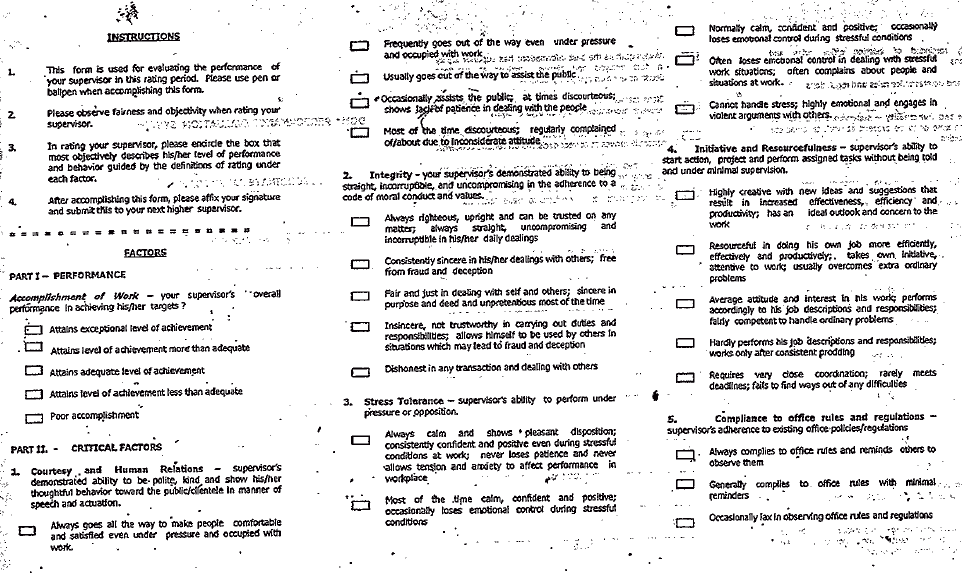 INSTRUCTIONS
1. This form is used for evaluating the performance of
your supervisor in this rating period. Please use pen or
ballpen when accomplishing this form.
2. Please observe fairness and objectivity when rating your
supervisor.
3. In rating your supervisor, please encircle the box that
most objectively describes his/her level of performance
and behavior guided by the definitions of rating under
each factor.
4. After accomplishing this form, please affix your signature
and submit this to your next higher supervisor.
= = = = = = = = = = = = = = = = = = = = =
FACTORS
PART I – PERFORMANCE
Accomplishment of Work – your supervisor's overall
performance in achieving his/her targets?
Attains exceptional level of achievement
Attains level of achievement more than adequate
Attains adequate level of achievement
Attains level of achievement less than adequate
Poor accomplishment
PART II. - CRITICAL FACTORS
1. Courtesy and Human Relations – supervisor's
demonstrated ability to be polite, kind and show his/her
thoughtful behavior toward the public/clientele in manner of
speech and actuation.
Always goes all the way to make people comfortable
and satisfied even under pressure and occupied with
work.
Frequently goes out of the way even under pressure
and occupied with work
Usually goes out of the way to assist the public
Occasionally assists the public; at times discourteous;
shows lack of patience in dealing with the people
Most of the time discourteous; regularly complained
of/about due to inconsiderate attitude
2. Integrity - your supervisor's demonstrated ability to being
straight, incorruptible, and uncompromising in the adherence to a
code of moral conduct and values.
Always righteous, upright and can be trusted on any
matter; always straight, uncompromising and
incorruptible in his/her daily dealings
Consistently sincere in his/her dealings with others; free
from fraud and deception
Fair and just in dealing with self and others; sincere in
purpose and deed and unpretentious most of the time
Insincere, not trustworthy in carrying out duties and
responsibilities; allows himself to be used by others in
situations which may lead to fraud and deception
Dishonest in any transaction and dealing with others
3. Stress Tolerance – supervisor's ability to perform under
pressure or opposition.
Always calm and shows pleasant disposition;
consistently confident and positive even during stressful
conditions at work; never loses patience and never
allows tension and anxiety to affect performance in
workplace
Most of the time calm, confident and positive;
occasionally loses emotional control during stressful
conditions
Normally calm, confident and positive; occasionally
loses emotional control during stressful conditions
Often loses emotional control in dealing with stressful
work situations; often complains about people and
situations at work.
Cannot handle stress; highly emotional and engages in
violent arguments with others
4. Initiative and Resourcefulness – supervisor's ability to
start action, project and perform assigned tasks without being told
and under minimal supervision.
Highly creative with new ideas and suggestions that
result in increased effectiveness, efficiency and
productivity; has an ideal outlook and concern to the
work
Resourceful in doing his own job more efficiently,
effectively and productively; takes own initiative,
attentive to work; usually overcomes extra ordinary
problems
Average attitude and interest in his work; performs
accordingly to his job descriptions and responsibilities;
fairly competent to handle ordinary problems
Hardly performs his job descriptions and responsibilities;
works only after consistent prodding
Requires very close coordination; rarely meets
deadlines; fails to find ways out of any difficulties
5. Compliance to office rules and regulations –
supervisor's adherence to existing office policies/regulations
Always complies to office rules and reminds others to
observe them
Generally complies to office rules with minimal
reminders
Occasionally lax in observing office rules and regulations